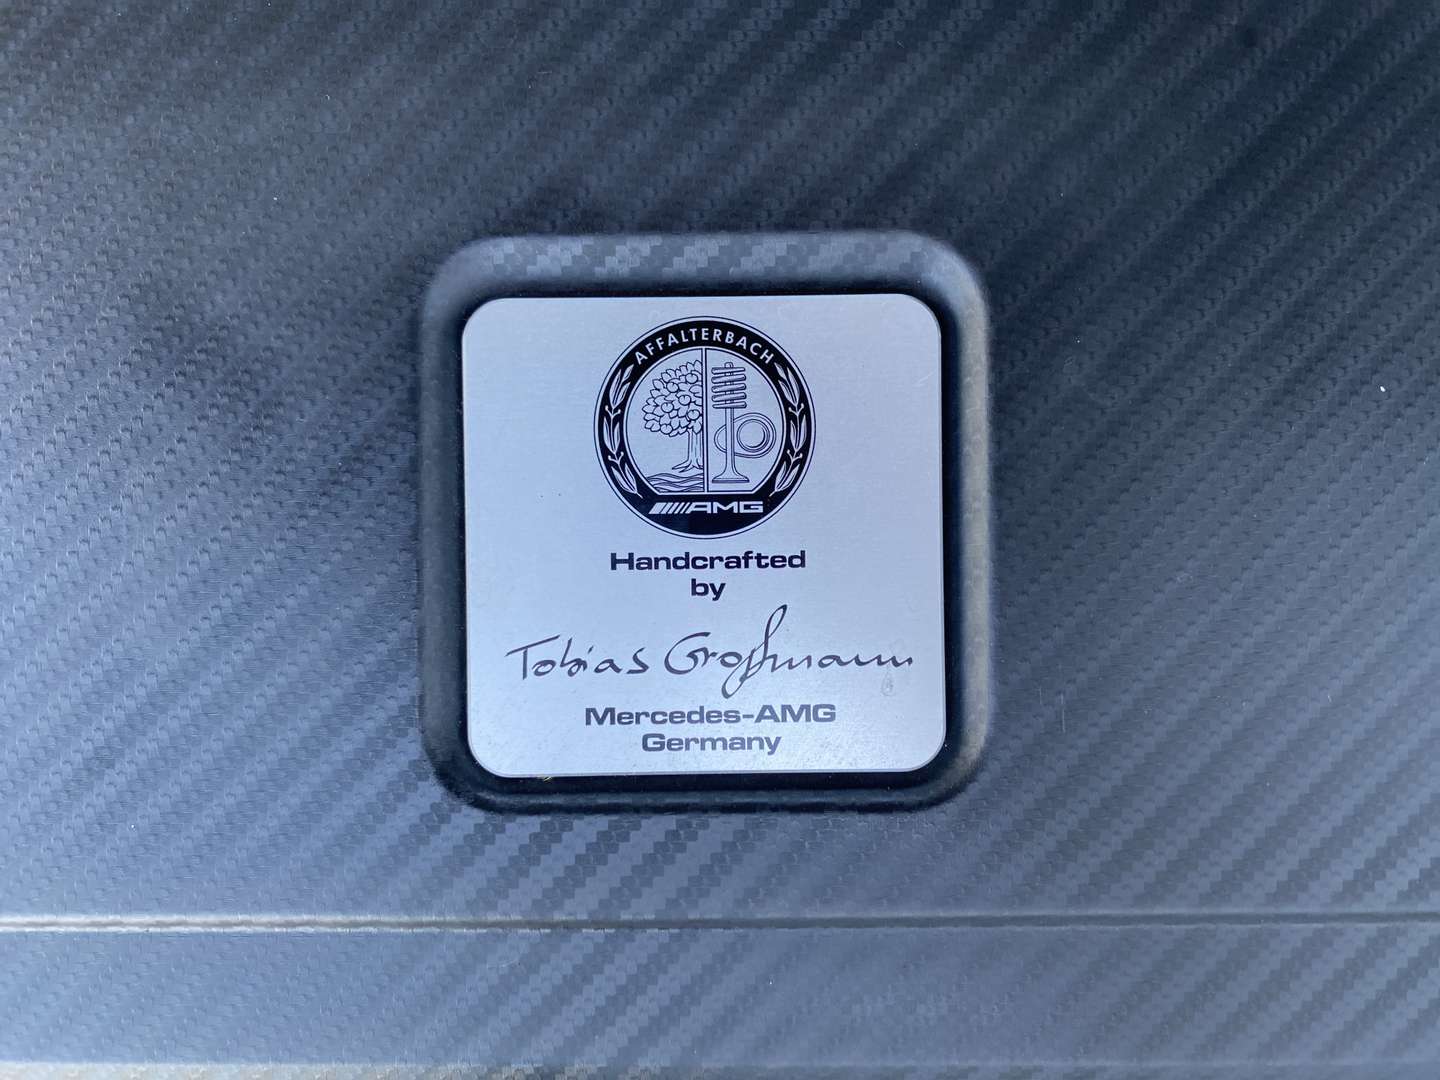 AFFALTERBACH
AMG
Handcrafted
by
Tobias Großmann
Mercedes-AMG
Germany